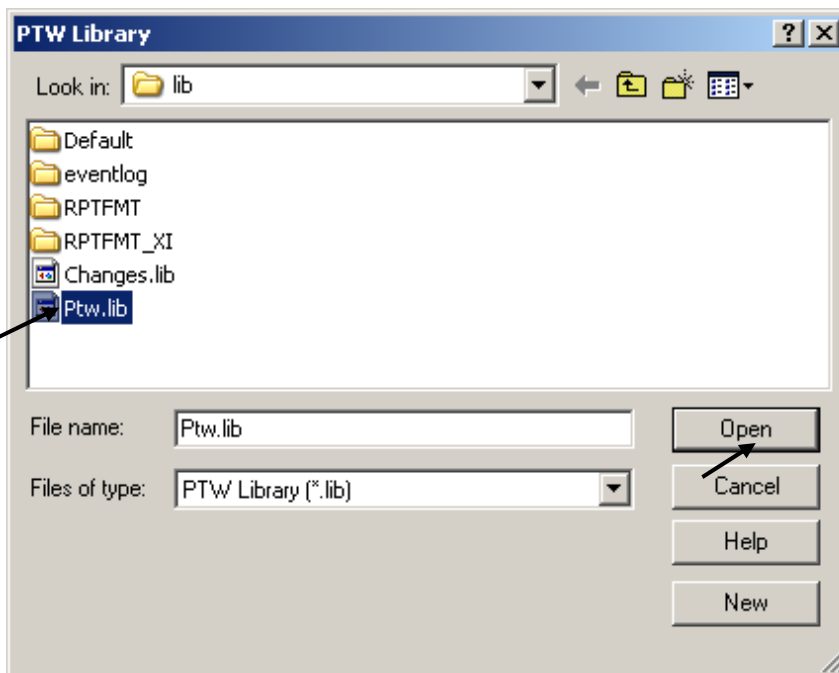 PTW Library
Look in: lib
Default
eventlog
RPTFMT
RPTFMT_XI
Changes.lib
Ptw.lib
File name: Ptw.lib Open
Files of type: PTW Library (*.lib) Cancel
Help
New